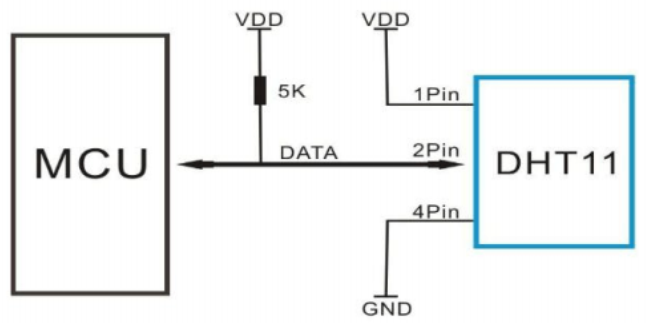 VDD
VDD
5K
1Pin
MCU
DATA
2Pin
DHT11
4Pin
GND